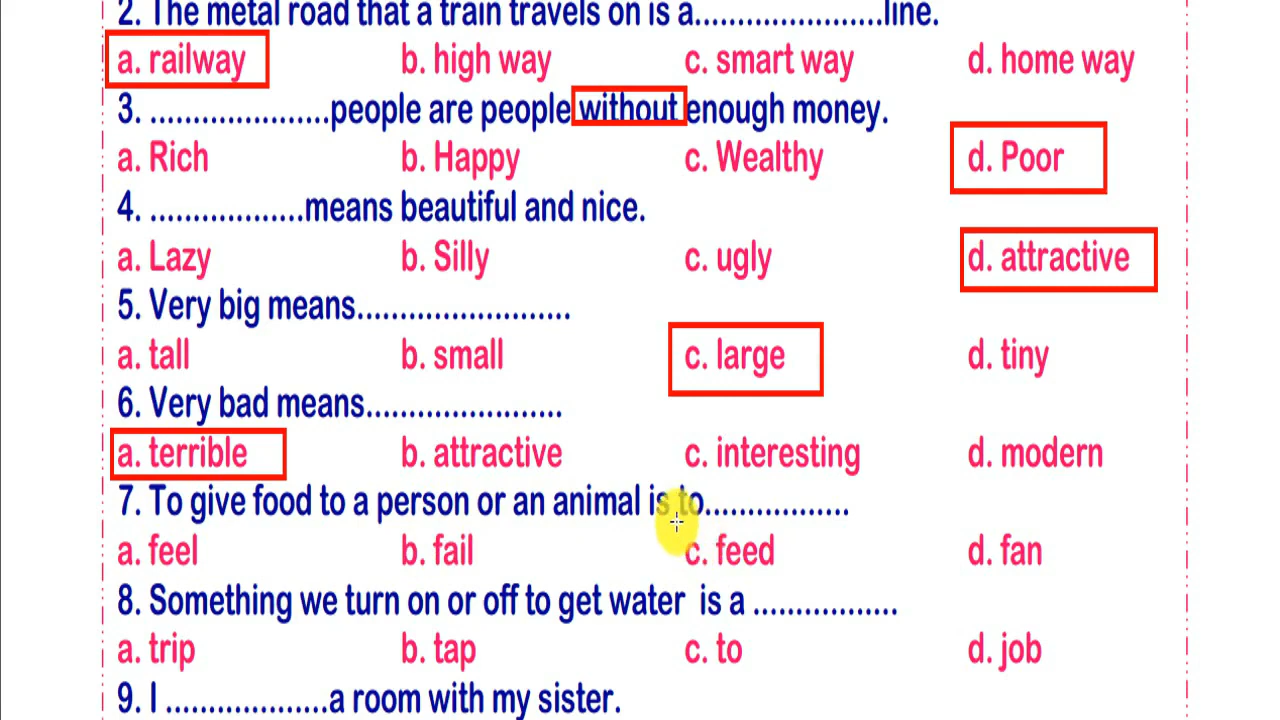 2. The metal road that a train travels on is a......................line.
a. railway b. high way c. smart way d. home way
3. .....................people are people without enough money.
a. Rich b. Happy c. Wealthy d. Poor
4. ..................means beautiful and nice.
a. Lazy b. Silly c. ugly d. attractive
5. Very big means.........................
a. tall b. small c. large d. tiny
6. Very bad means.......................
a. terrible b. attractive c. interesting d. modern
7. To give food to a person or an animal is to.................
a. feel b. fail c. feed d. fan
8. Something we turn on or off to get water is a .................
a. trip b. tap c. to d. job
9. I ...................a room with my sister.